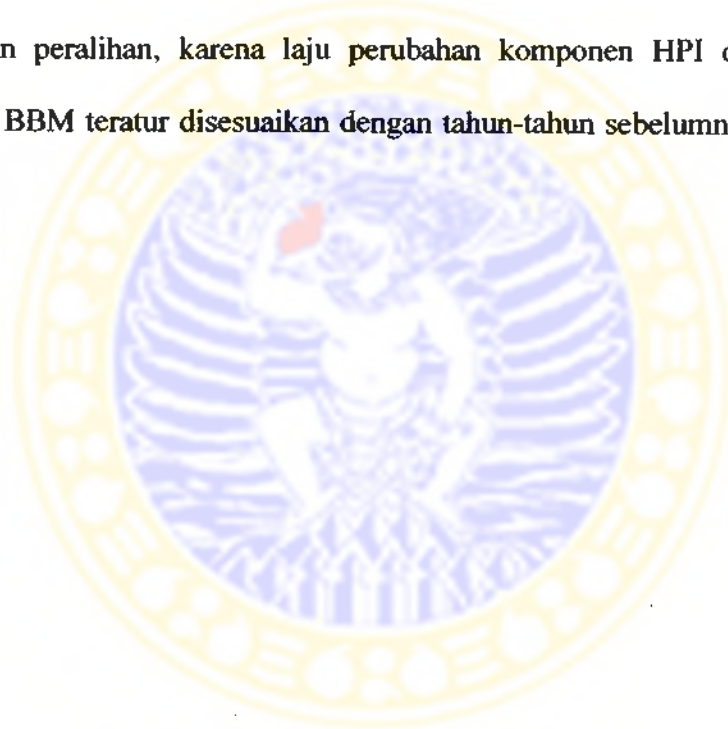 n peralihan, karena laju perubahan komponen HPI
BBM teratur disesuaikan dengan tahun-tahun sebelumn